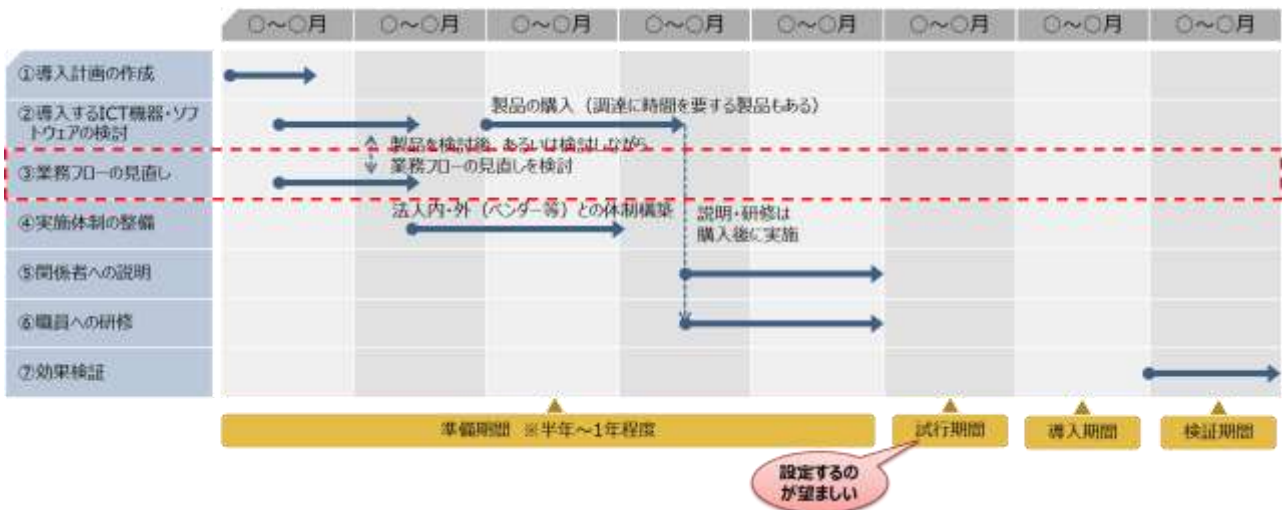 ○～○月 ○～○月 ○～○月 ○～○月 ○～○月 ○～○月 ○～○月 ○～○月
①導入計画の作成
②導入するICT機器・ソフ
トウェアの検討
製品の購入（調達に時間を要する製品もある）
製品を検討後、あるいは検討しながら、
業務フローの見直しを検討
③業務フローの見直し
④実施体制の整備
法人内・外（ベンダー等）との体制構築
説明・研修は
購入後に実施
⑤関係者への説明
⑥職員への研修
⑦効果検証
準備期間 ※半年～1年程度
試行期間
導入期間
検証期間
設定するの
が望ましい